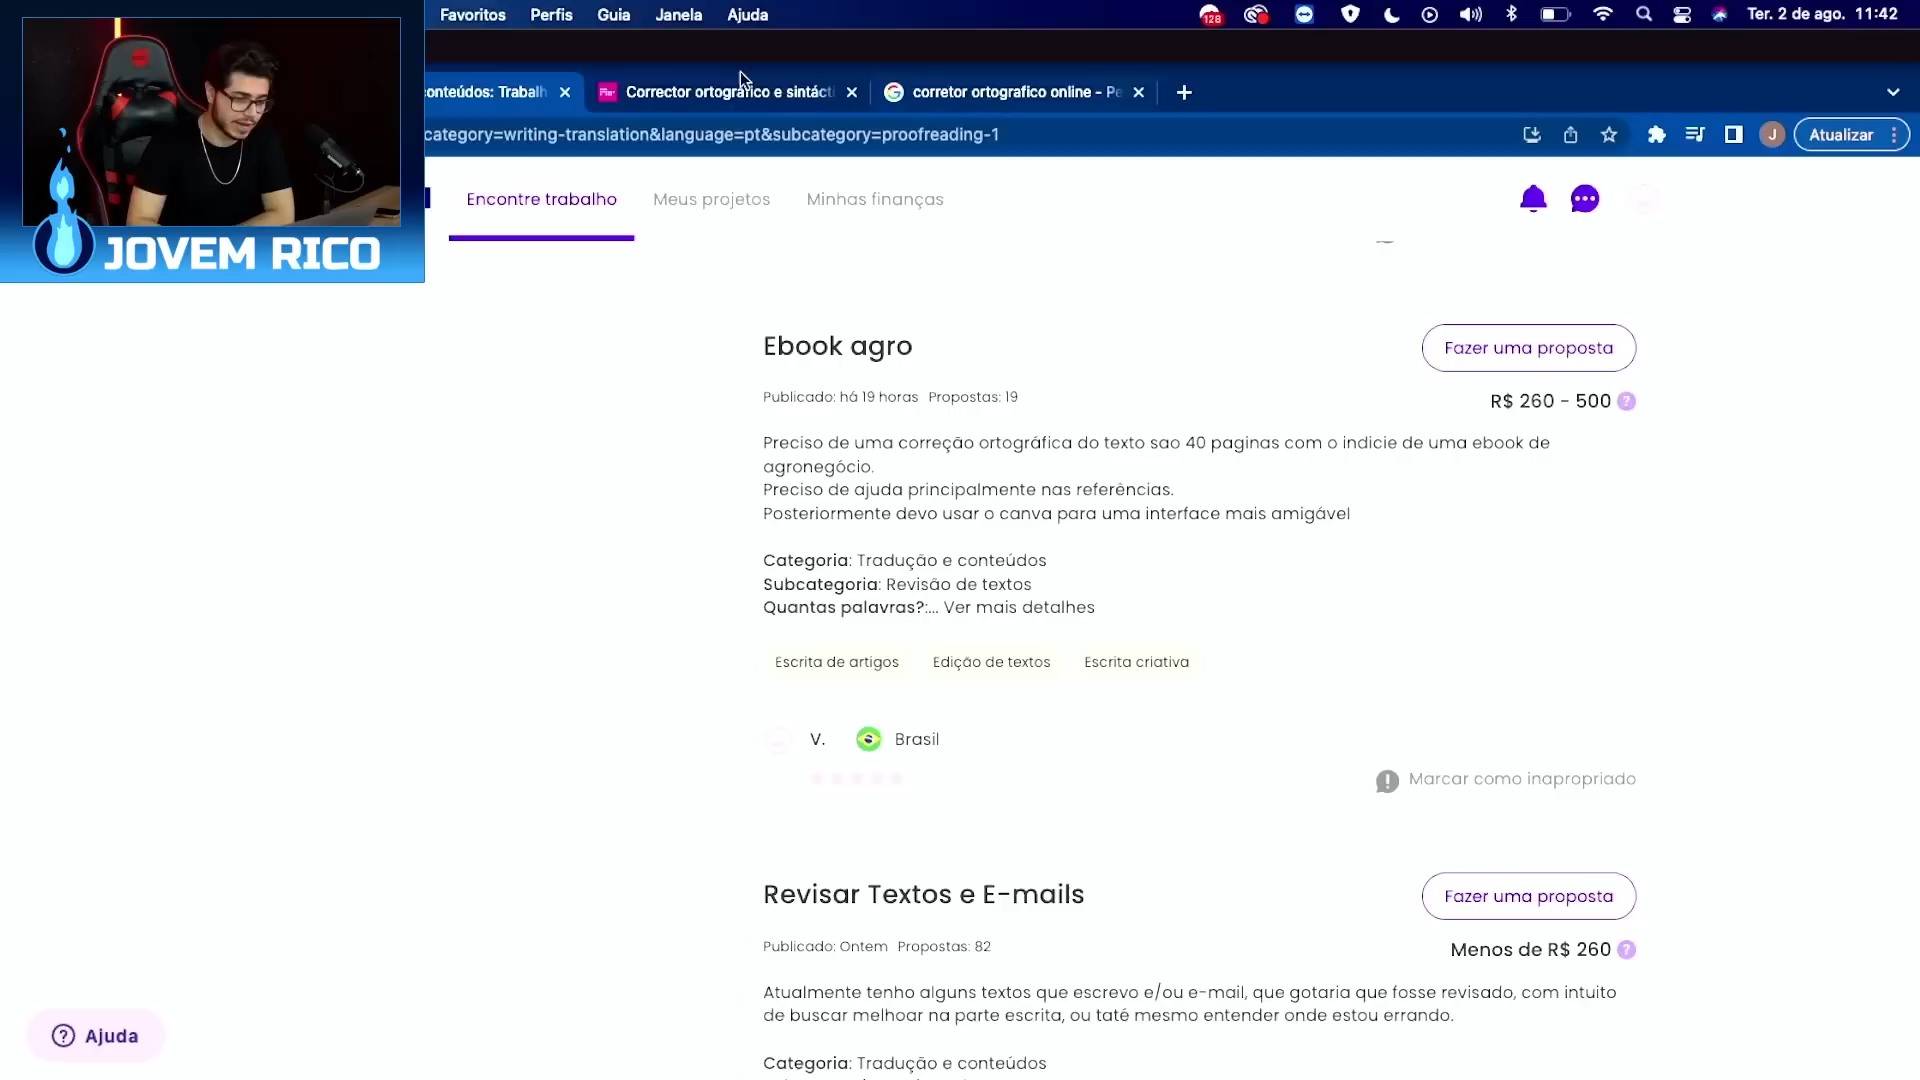 Favoritos Perfis Guia Janela Ajuda
128
Ter. 2 de ago. 11:42
conteúdos: Trabalh
Corrector ortográfico e sintáct
corretor ortografico online - Pe
category=writing-translation&language=pt&subcategory=proofreading-1
J
Atualizar
JOVEM RICO
Encontre trabalho
Meus projetos
Minhas finanças
Ebook agro
Fazer uma proposta
Publicado: há 19 horas Propostas: 19
R$ 260 - 500 ?
Preciso de uma correção ortográfica do texto sao 40 paginas com o indicie de uma ebook de
agronegócio.
Preciso de ajuda principalmente nas referências.
Posteriormente devo usar o canva para uma interface mais amigável
Categoria: Tradução e conteúdos
Subcategoria: Revisão de textos
Quantas palavras?:... Ver mais detalhes
Escrita de artigos
Edição de textos
Escrita criativa
V.
Brasil
Marcar como inapropriado
Revisar Textos e E-mails
Fazer uma proposta
Publicado: Ontem Propostas: 82
Menos de R$ 260 ?
Atualmente tenho alguns textos que escrevo e/ou e-mail, que gotaria que fosse revisado, com intuito
de buscar melhoar na parte escrita, ou taté mesmo entender onde estou errando.
Categoria: Tradução e conteúdos
? Ajuda